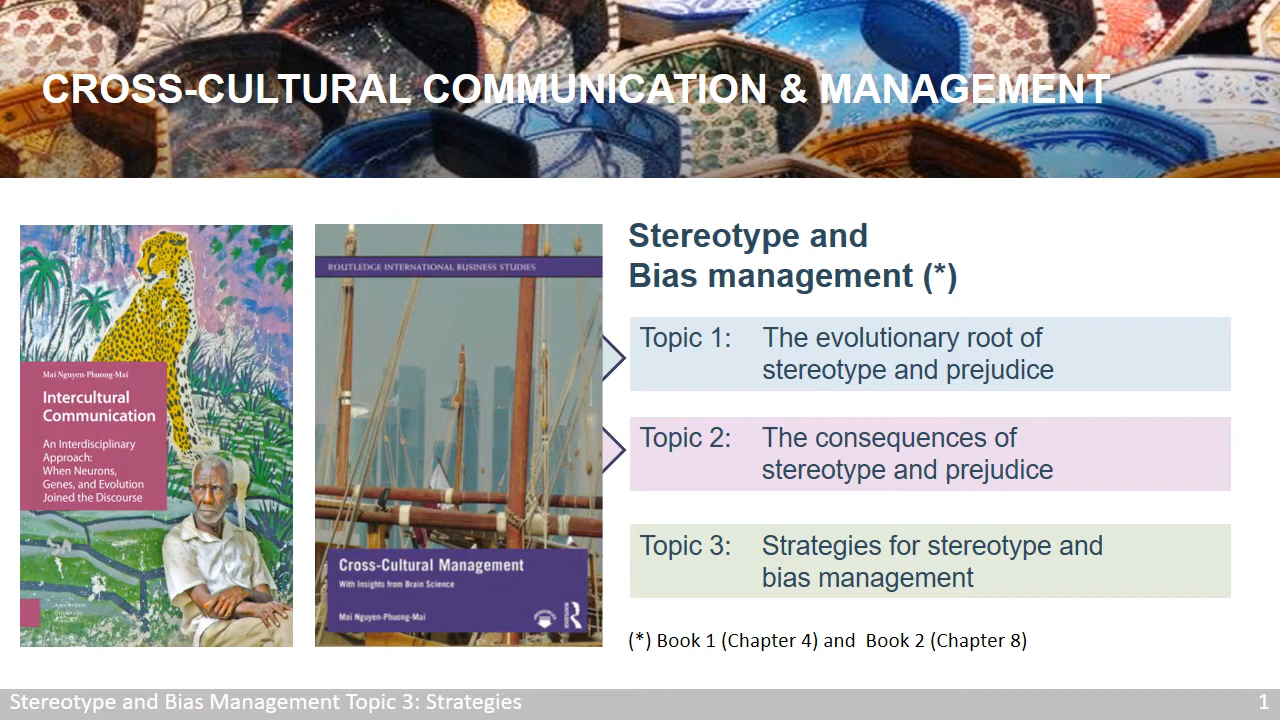 CROSS-CULTURAL COMMUNICATION & MANAGEMENT
Mai Nguyen-Phuong-Mai
Intercultural
Communication
An Interdisciplinary
Approach:
When Neurons,
Genes, and Evolution
Joined the Discourse
Amsterdam
University
ROUTLEDGE INTERNATIONAL BUSINESS STUDIES
Cross-Cultural Management
With Insights from Brain Science
Mai Nguyen-Phuong-Mai
Stereotype and
Bias management (*)
Topic 1: The evolutionary root of
stereotype and prejudice
Topic 2: The consequences of
stereotype and prejudice
Topic 3: Strategies for stereotype and
bias management
(*) Book 1 (Chapter 4) and Book 2 (Chapter 8)
Stereotype and Bias Management Topic 3: Strategies
1